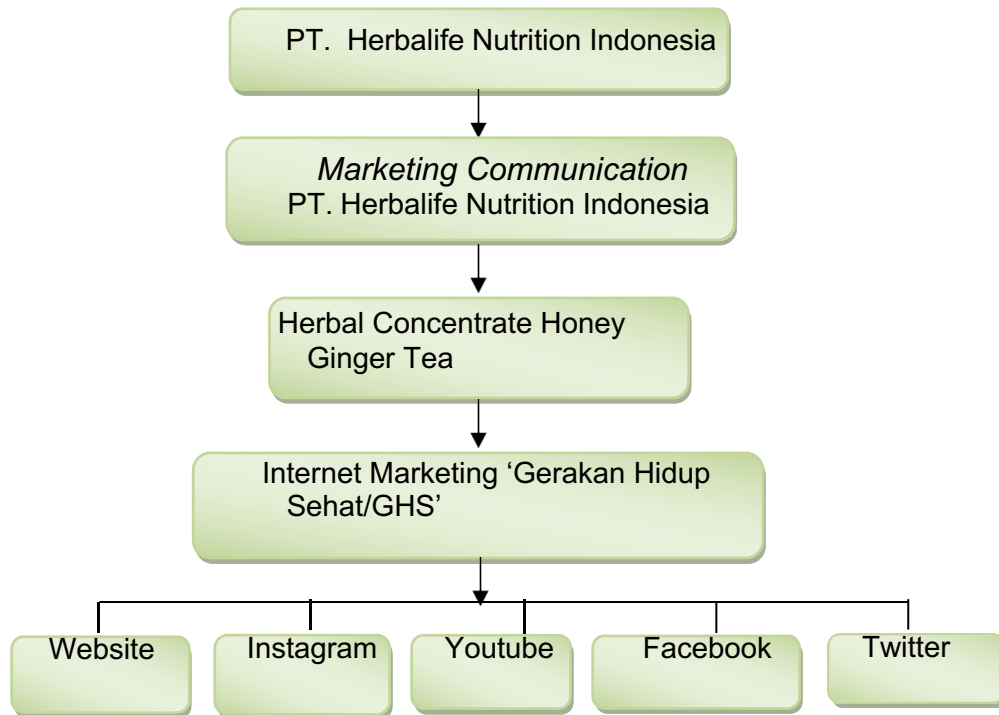 PT. Herbalife Nutrition Indonesia
Marketing Communication
PT. Herbalife Nutrition Indonesia
Herbal Concentrate Honey
Ginger Tea
Internet Marketing ‘Gerakan Hidup
Sehat/GHS’
Website
Instagram
Youtube
Facebook
Twitter